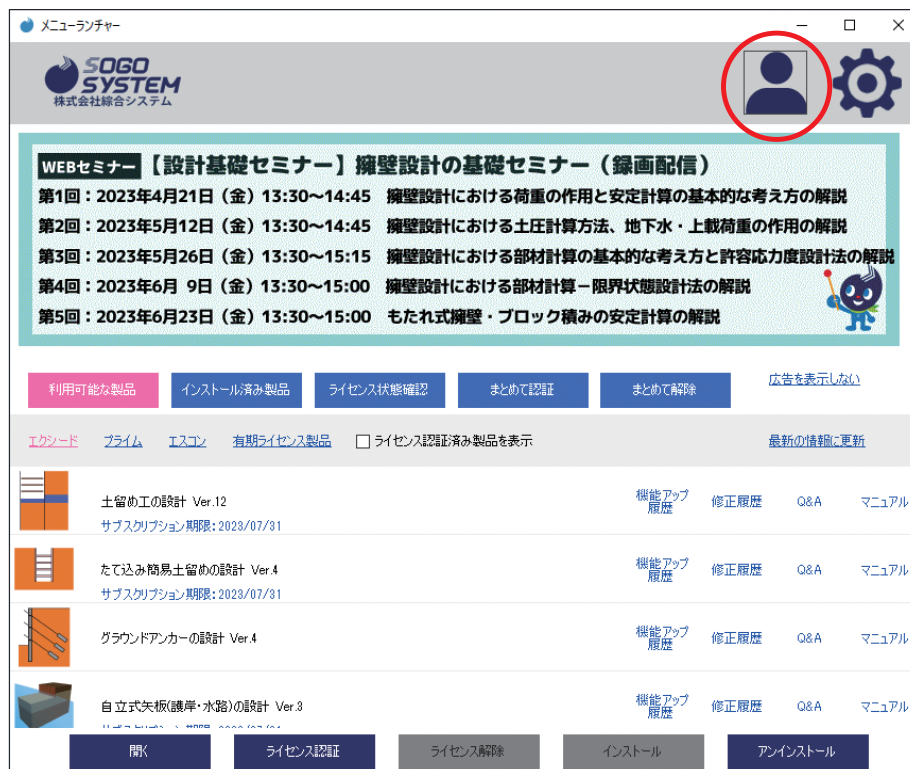 メニューランチャー
SOGO
SYSTEM
株式会社綜合システム
WEBセミナー【設計基礎セミナー】擁壁設計の基礎セミナー（録画配信）
第1回：2023年4月21日（金）13:30～14:45 擁壁設計における荷重の作用と安定計算の基本的な考え方の解説
第2回：2023年5月12日（金）13:30～14:45 擁壁設計における土圧計算方法、地下水・上載荷重の作用の解説
第3回：2023年5月26日（金）13:30～15:15 擁壁設計における部材計算の基本的な考え方と許容応力度設計法の解説
第4回：2023年6月 9日（金）13:30～15:00 擁壁設計における部材計算－限界状態設計法の解説
第5回：2023年6月23日（金）13:30～15:00 もたれ式擁壁・ブロック積みの安定計算の解説
利用可能な製品 インストール済み製品 ライセンス状態確認 まとめて認証 まとめて解除 広告を表示しない
エクシード プライム エスコン 有期ライセンス製品 ライセンス認証済み製品を表示 最新の情報に更新
土留め工の設計 Ver.12 機能アップ履歴 修正履歴 Q&A マニュアル
サブスクリプション期限：2023/07/31
たて込み簡易土留めの設計 Ver.4 機能アップ履歴 修正履歴 Q&A マニュアル
サブスクリプション期限：2023/07/31
グラウンドアンカーの設計 Ver.4 機能アップ履歴 修正履歴 Q&A マニュアル
自立式矢板(護岸・水路)の設計 Ver.3 機能アップ履歴 修正履歴 Q&A マニュアル
開く ライセンス認証 ライセンス解除 インストール アンインストール